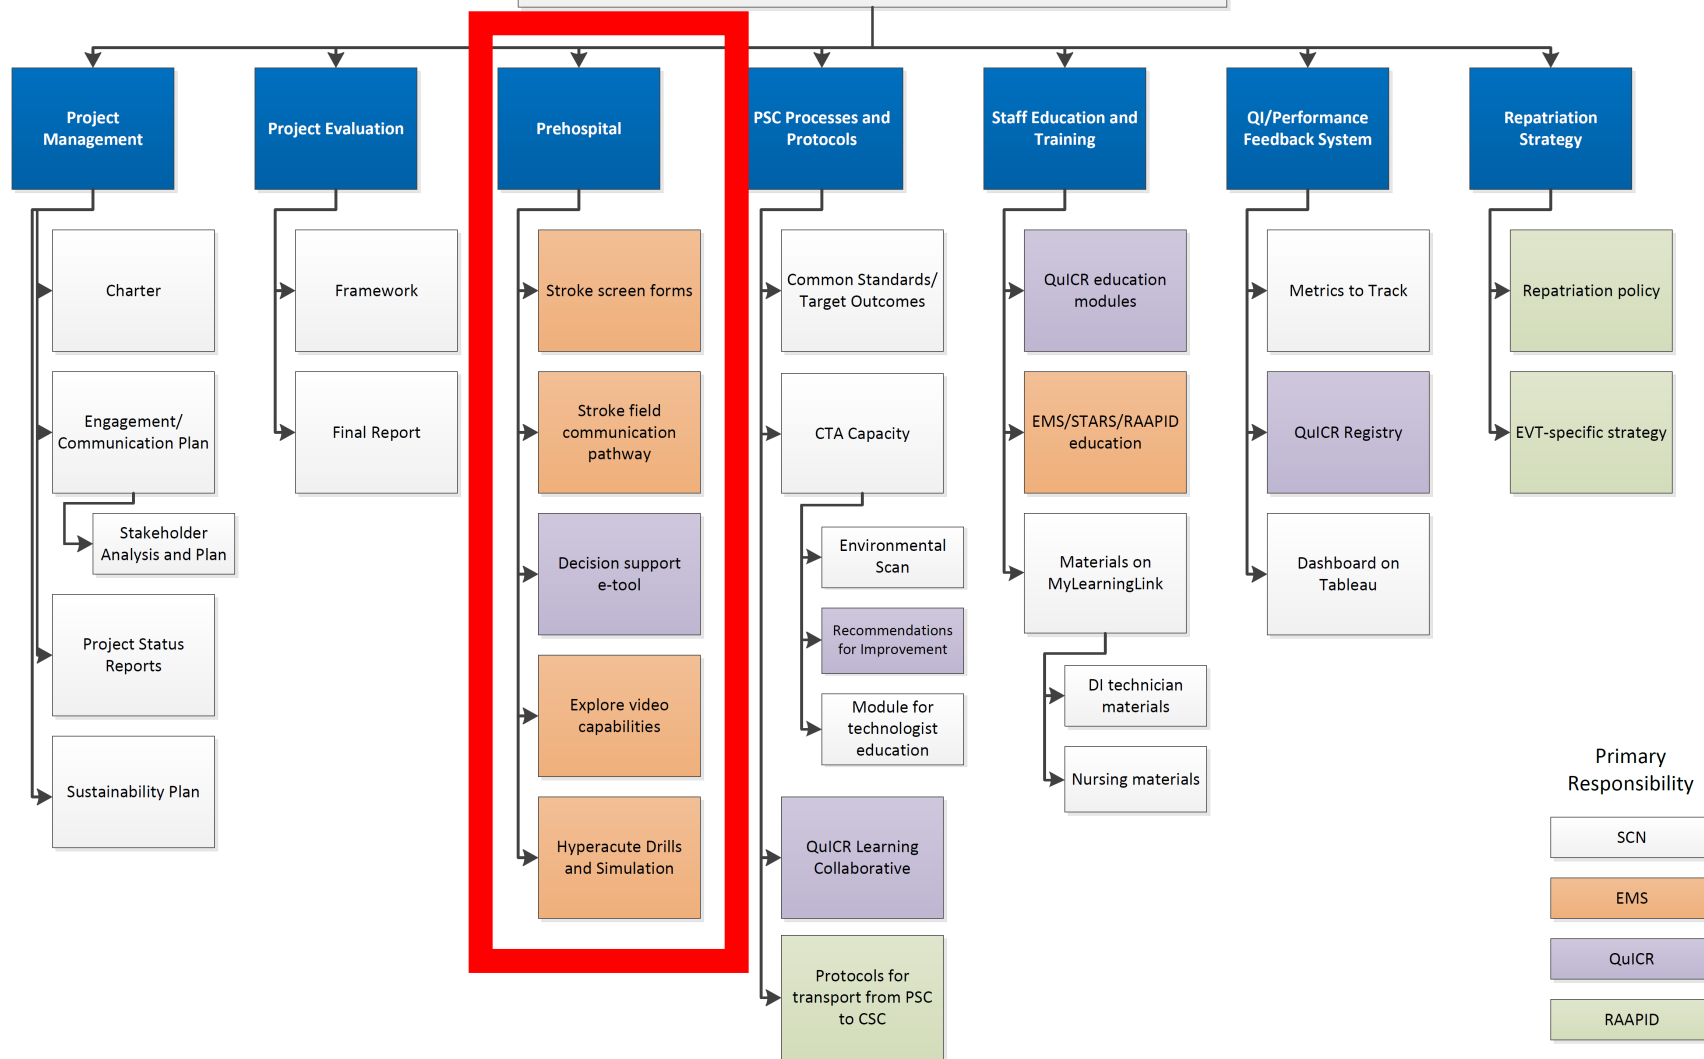 Project
Management
Project Evaluation
Prehospital
PSC Processes and
Protocols
Staff Education and
Training
QI/Performance
Feedback System
Repatriation
Strategy
Charter
Engagement/
Communication Plan
Stakeholder
Analysis and Plan
Project Status
Reports
Sustainability Plan
Framework
Final Report
Stroke screen forms
Stroke field
communication
pathway
Decision support
e-tool
Explore video
capabilities
Hyperacute Drills
and Simulation
Common Standards/
Target Outcomes
CTA Capacity
Environmental
Scan
Recommendations
for Improvement
Module for
technologist
education
QuICR Learning
Collaborative
Protocols for
transport from PSC
to CSC
QuICR education
modules
EMS/STARS/RAAPID
education
Materials on
MyLearningLink
DI technician
materials
Nursing materials
Metrics to Track
QuICR Registry
Dashboard on
Tableau
Repatriation policy
EVT-specific strategy
Primary
Responsibility
SCN
EMS
QuICR
RAAPID